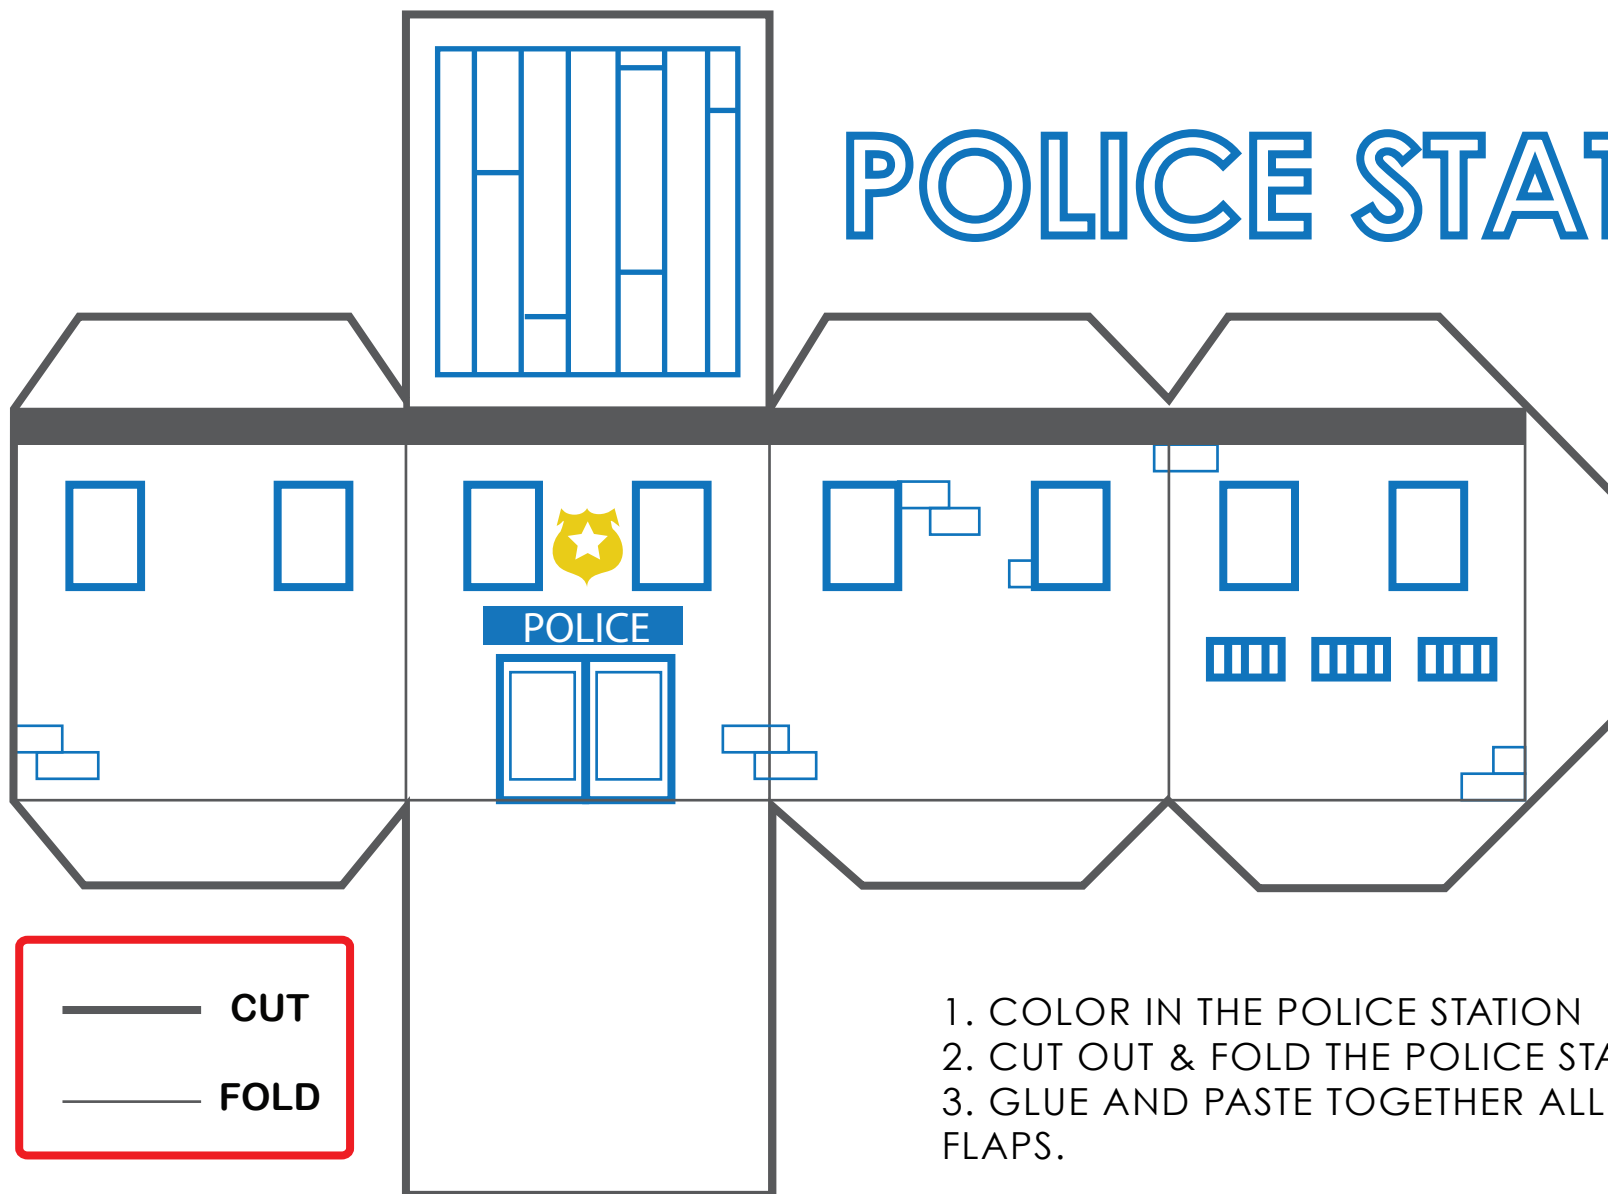 POLICE STAT
POLICE
CUT
FOLD
1. COLOR IN THE POLICE STATION
2. CUT OUT & FOLD THE POLICE STA
3. GLUE AND PASTE TOGETHER ALL
FLAPS.